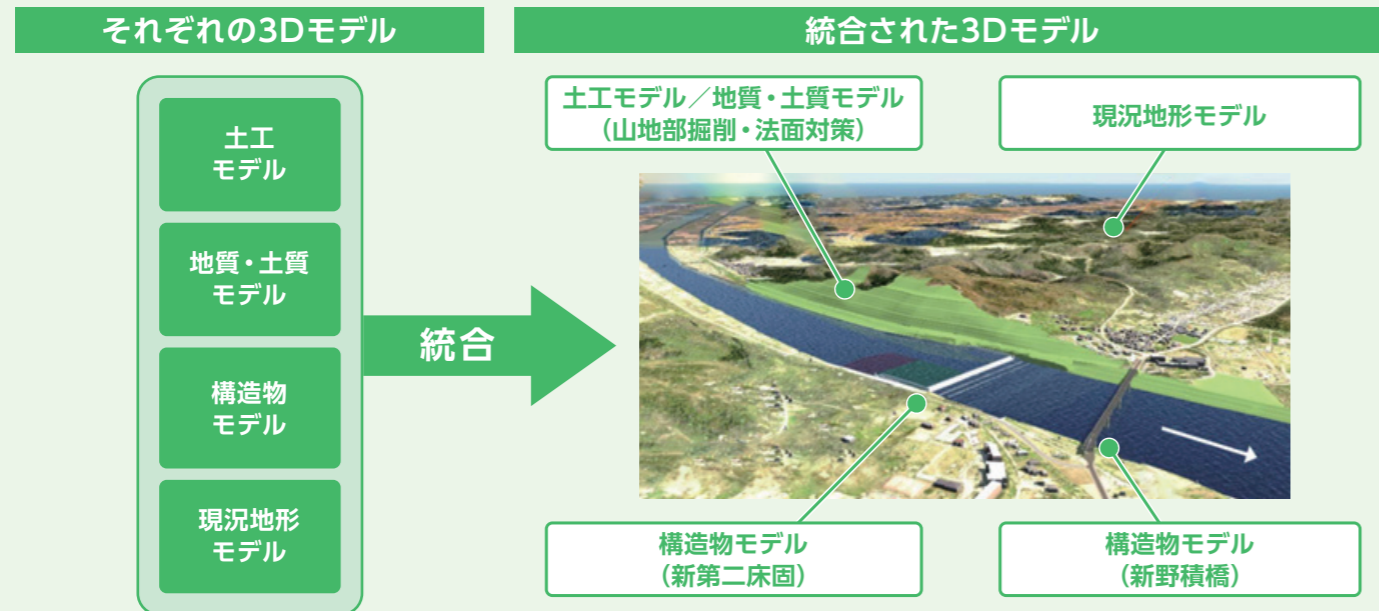 それぞれの3Dモデル
土工
モデル
地質・土質
モデル
構造物
モデル
現況地形
モデル
統合
統合された3Dモデル
土工モデル／地質・土質モデル
（山地部掘削・法面対策）
現況地形モデル
構造物モデル
（新第二床固）
構造物モデル
（新野積橋）